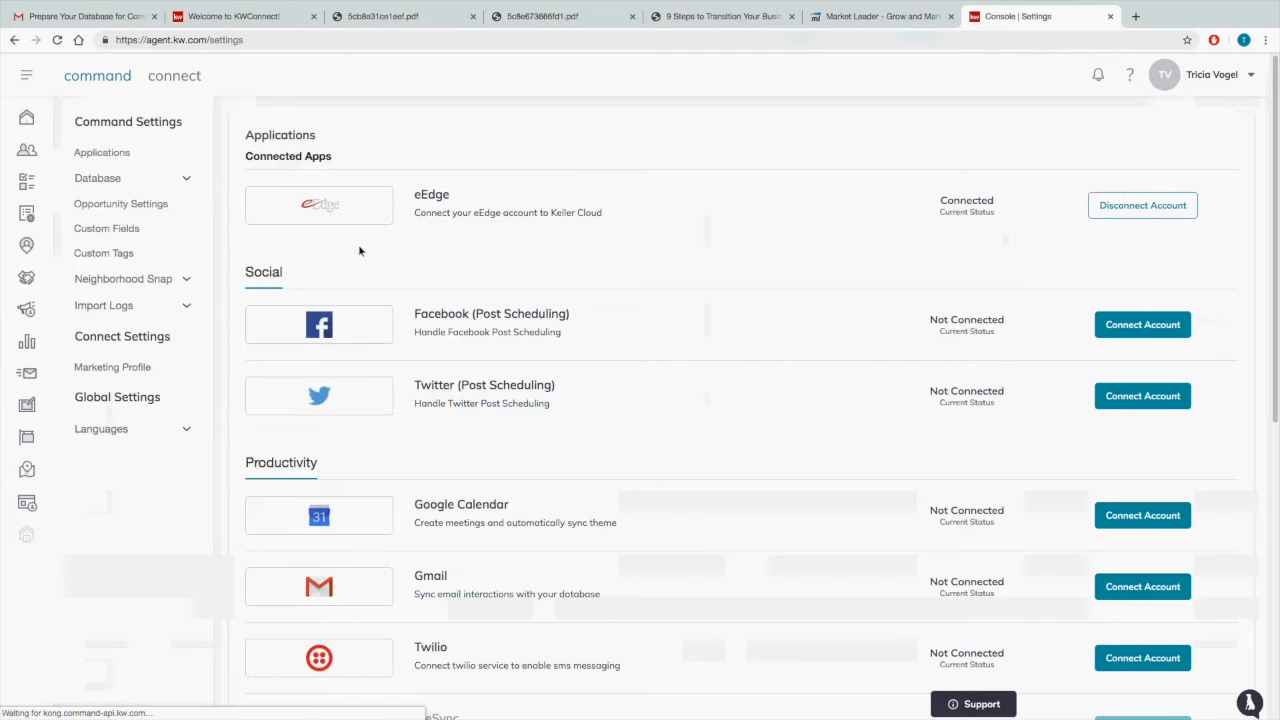 Prepare Your Database for Com
Welcome to KWConnect!
5cb8e31ce1eef.pdf
5c8e673666fd1.pdf
9 Steps to Transition Your Busin
Market Leader - Grow and Man
Console | Settings
https://agent.kw.com/settings
command connect
TV Tricia Vogel
Command Settings
Applications
Database
Opportunity Settings
Custom Fields
Custom Tags
Neighborhood Snap
Import Logs
Connect Settings
Marketing Profile
Global Settings
Languages
Applications
Connected Apps
eEdge
eEdge
Connect your eEdge account to Keller Cloud
Connected
Current Status
Disconnect Account
Social
Facebook (Post Scheduling)
Handle Facebook Post Scheduling
Not Connected
Current Status
Connect Account
Twitter (Post Scheduling)
Handle Twitter Post Scheduling
Not Connected
Current Status
Connect Account
Productivity
31
Google Calendar
Create meetings and automatically sync theme
Not Connected
Current Status
Connect Account
Gmail
Sync email interactions with your database
Not Connected
Current Status
Connect Account
Twilio
Connect twilio service to enable sms messaging
Not Connected
Current Status
Connect Account
Support
Waiting for kong.command-api.kw.com...